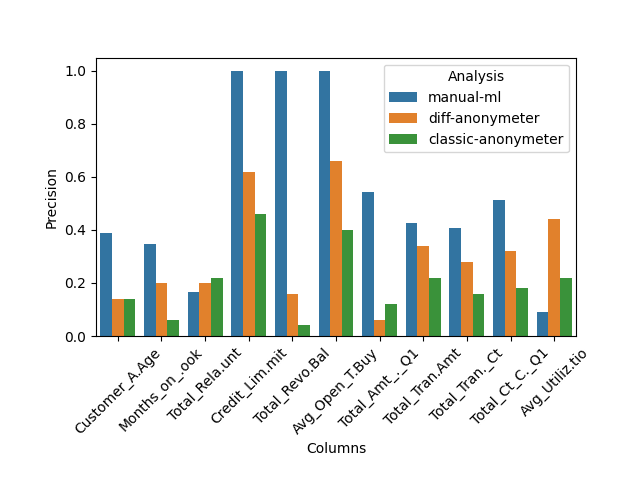 Analysis
manual-ml
diff-anonymeter
classic-anonymeter
Precision
1.0
0.8
0.6
0.4
0.2
0.0
Customer_A.Age
Months_on_.ook
Total_Rela.unt
Credit_Lim.mit
Total_Revo.Bal
Avg_Open_T.Buy
Total_Amt_._Q1
Total_Tran.Amt
Total_Tran._Ct
Total_Ct_C._Q1
Avg_Utiliz.tio
Columns